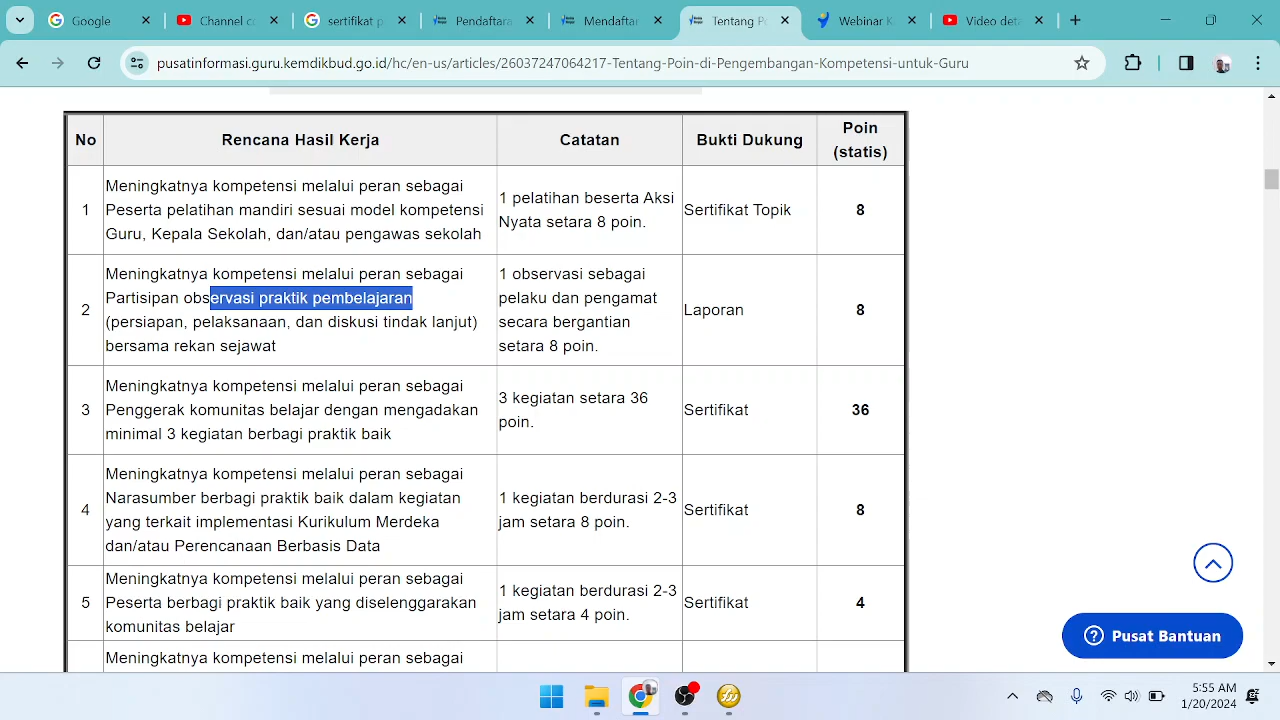 Google
Channel co
sertifikat p
Pendaftara
Mendaftar
Tentang Po
Webinar K
Video deta
pusatinformasi.guru.kemdikbud.go.id/hc/en-us/articles/26037247064217-Tentang-Poin-di-Pengembangan-Kompetensi-untuk-Guru
No
Rencana Hasil Kerja
Catatan
Bukti Dukung
Poin
(statis)
1
Meningkatnya kompetensi melalui peran sebagai
Peserta pelatihan mandiri sesuai model kompetensi
Guru, Kepala Sekolah, dan/atau pengawas sekolah
1 pelatihan beserta Aksi
Nyata setara 8 poin.
Sertifikat Topik
8
2
Meningkatnya kompetensi melalui peran sebagai
Partisipan observasi praktik pembelajaran
(persiapan, pelaksanaan, dan diskusi tindak lanjut)
bersama rekan sejawat
1 observasi sebagai
pelaku dan pengamat
secara bergantian
setara 8 poin.
Laporan
8
3
Meningkatnya kompetensi melalui peran sebagai
Penggerak komunitas belajar dengan mengadakan
minimal 3 kegiatan berbagi praktik baik
3 kegiatan setara 36
poin.
Sertifikat
36
4
Meningkatnya kompetensi melalui peran sebagai
Narasumber berbagi praktik baik dalam kegiatan
yang terkait implementasi Kurikulum Merdeka
dan/atau Perencanaan Berbasis Data
1 kegiatan berdurasi 2-3
jam setara 8 poin.
Sertifikat
8
5
Meningkatnya kompetensi melalui peran sebagai
Peserta berbagi praktik baik yang diselenggarakan
komunitas belajar
1 kegiatan berdurasi 2-3
jam setara 4 poin.
Sertifikat
4
Meningkatnya kompetensi melalui peran sebagai
Pusat Bantuan
5:55 AM
1/20/2024